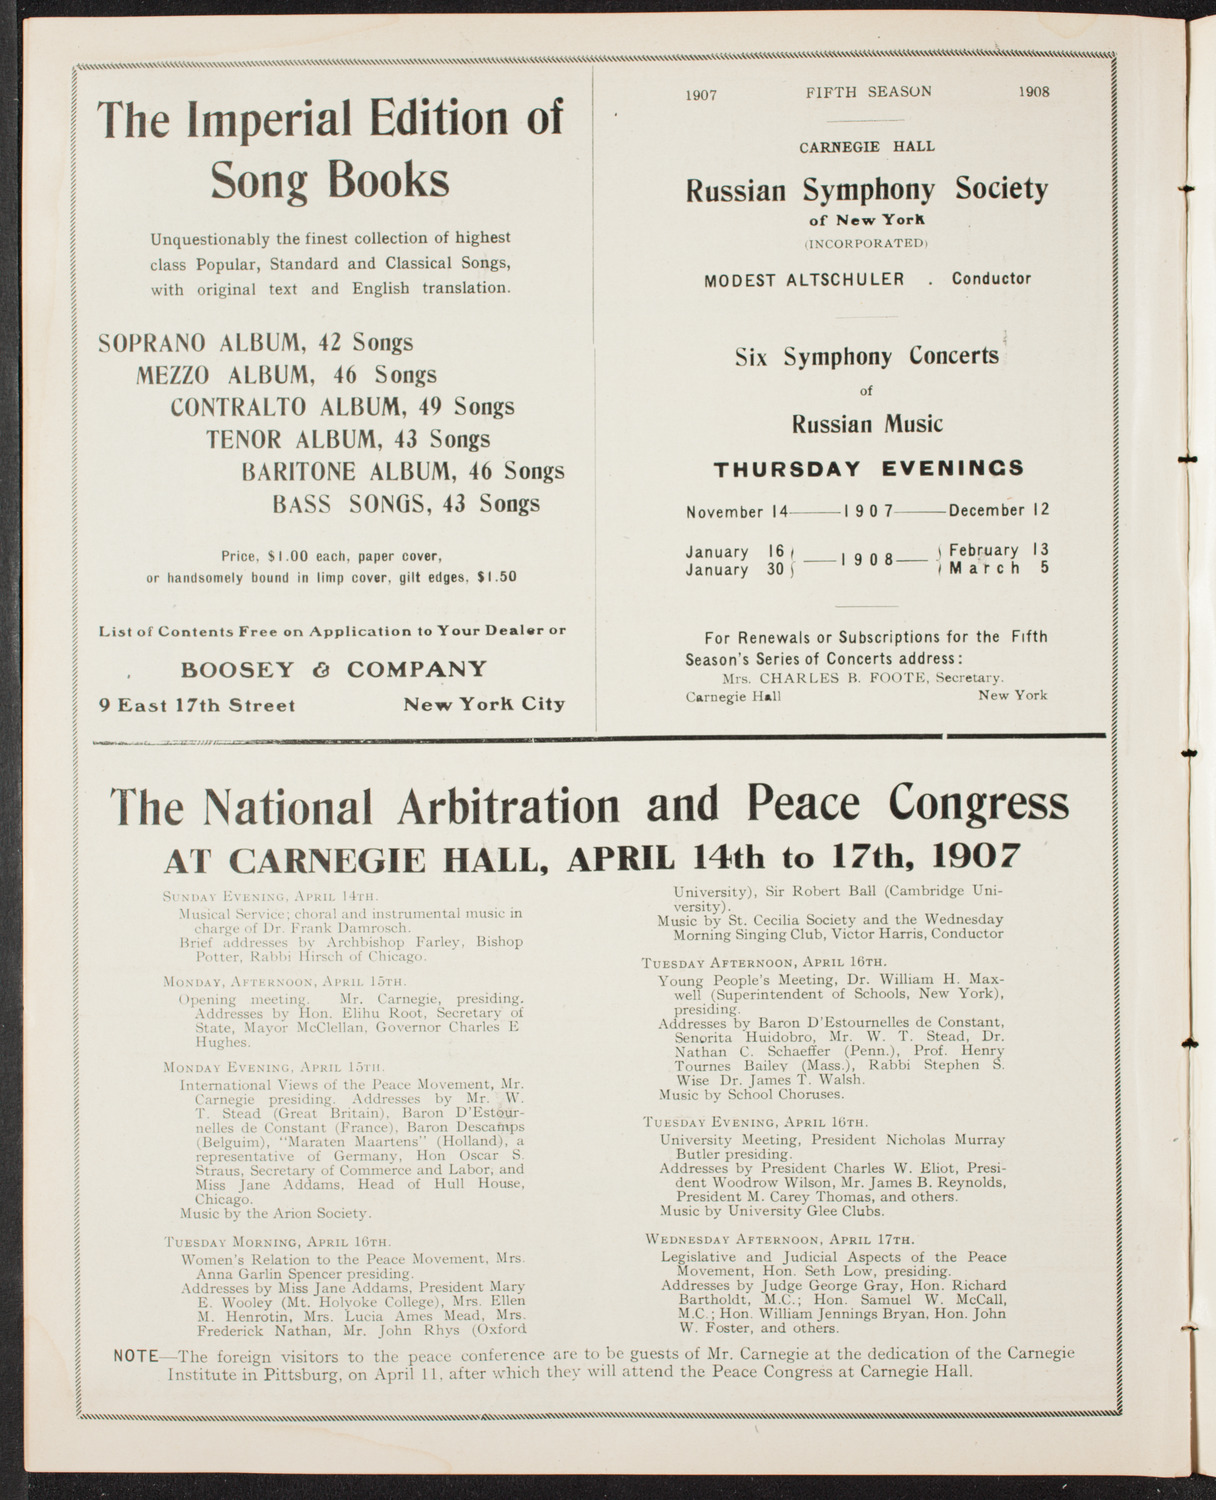 The Imperial Edition of
Song Books
Unquestionably the finest collection of highest
class Popular, Standard and Classical Songs,
with original text and English translation.
SOPRANO ALBUM, 42 Songs
MEZZO ALBUM, 46 Songs
CONTRALTO ALBUM, 49 Songs
TENOR ALBUM, 43 Songs
BARITONE ALBUM, 46 Songs
BASS SONGS, 43 Songs
Price, $1.00 each, paper cover,
or handsomely bound in limp cover, gilt edges, $1.50
List of Contents Free on Application to Your Dealer or
BOOSEY & COMPANY
9 East 17th Street New York City
1907 FIFTH SEASON 1908
CARNEGIE HALL
Russian Symphony Society
of New York
(INCORPORATED)
MODEST ALTSCHULER . Conductor
Six Symphony Concerts
of
Russian Music
THURSDAY EVENINGS
November 14——1907——December 12
January 16 } —1908— { February 13
January 30 } { March 5
For Renewals or Subscriptions for the Fifth
Season's Series of Concerts address:
Mrs. CHARLES B. FOOTE, Secretary.
Carnegie Hall New York
The National Arbitration and Peace Congress
AT CARNEGIE HALL, APRIL 14th to 17th, 1907
SUNDAY EVENING, APRIL 14TH.
Musical Service; choral and instrumental music in
charge of Dr. Frank Damrosch.
Brief addresses by Archbishop Farley, Bishop
Potter, Rabbi Hirsch of Chicago.
MONDAY, AFTERNOON, APRIL 15TH.
Opening meeting. Mr. Carnegie, presiding.
Addresses by Hon. Elihu Root, Secretary of
State, Mayor McClellan, Governor Charles E
Hughes.
MONDAY EVENING, APRIL 15TH.
International Views of the Peace Movement, Mr.
Carnegie presiding. Addresses by Mr. W.
T. Stead (Great Britain), Baron D'Estour-
nelles de Constant (France), Baron Descamps
(Belguim), "Maraten Maartens" (Holland), a
representative of Germany, Hon Oscar S.
Straus, Secretary of Commerce and Labor, and
Miss Jane Addams, Head of Hull House,
Chicago.
Music by the Arion Society.
TUESDAY MORNING, APRIL 16TH.
Women's Relation to the Peace Movement, Mrs.
Anna Garlin Spencer presiding.
Addresses by Miss Jane Addams, President Mary
E. Wooley (Mt. Holyoke College), Mrs. Ellen
M. Henrotin, Mrs. Lucia Ames Mead, Mrs.
Frederick Nathan, Mr. John Rhys (Oxford
University), Sir Robert Ball (Cambridge Uni-
versity).
Music by St. Cecilia Society and the Wednesday
Morning Singing Club, Victor Harris, Conductor
TUESDAY AFTERNOON, APRIL 16TH.
Young People's Meeting, Dr. William H. Max-
well (Superintendent of Schools, New York),
presiding.
Addresses by Baron D'Estournelles de Constant,
Senorita Huidobro, Mr. W. T. Stead, Dr.
Nathan C. Schaeffer (Penn.), Prof. Henry
Tournes Bailey (Mass.), Rabbi Stephen S.
Wise Dr. James T. Walsh.
Music by School Choruses.
TUESDAY EVENING, APRIL 16TH.
University Meeting, President Nicholas Murray
Butler presiding.
Addresses by President Charles W. Eliot, Presi-
dent Woodrow Wilson, Mr. James B. Reynolds,
President M. Carey Thomas, and others.
Music by University Glee Clubs.
WEDNESDAY AFTERNOON, APRIL 17TH.
Legislative and Judicial Aspects of the Peace
Movement, Hon. Seth Low, presiding.
Addresses by Judge George Gray, Hon. Richard
Bartholdt, M.C.; Hon. Samuel W. McCall,
M.C.; Hon. William Jennings Bryan, Hon. John
W. Foster, and others.
NOTE—The foreign visitors to the peace conference are to be guests of Mr. Carnegie at the dedication of the Carnegie
Institute in Pittsburg, on April 11, after which they will attend the Peace Congress at Carnegie Hall.